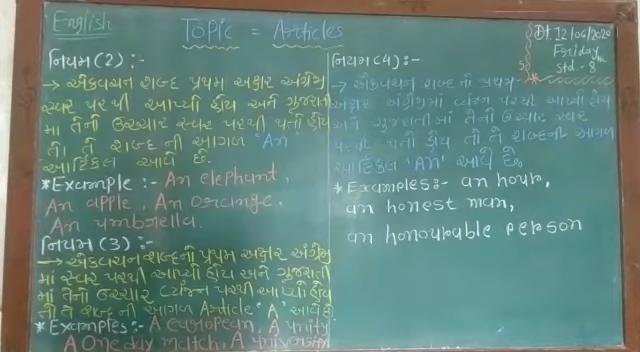 English
Topic = Articles
Dt. 12/06/2020
Friday
Std - 8th
નિયમ (2) :-
→ એકવચન શબ્દ પ્રથમ અક્ષર અંગ્રેજી
સ્વર પરથી આપ્યો હોય અને ગુજરાતી
માં તેનો ઉચ્ચાર સ્વર પરથી થતો હોય
તો તે શબ્દ ની આગળ 'An'
આર્ટિકલ આવે છે.
*Example :- An elephant,
An apple, An orange,
An umbrella.
નિયમ (3) :-
→ એકવચન શબ્દનો પ્રથમ અક્ષર અંગ્રેજી
માં સ્વર પરથી આપ્યો હોય અને ગુજરાતી
માં તેનો ઉચ્ચાર વ્યંજન પરથી આપ્યો હોય
તો તે શબ્દ ની આગળ Article 'A' આવે છે
*Examples :- A european, A unity
A One day match, A university
નિયમ (4) :-
→ એકવચન શબ્દ નો પ્રથમ
અક્ષર અંગ્રેજીમાં વ્યંજન પરથી આપ્યો હોય
અને ગુજરાતીમાં તેનો ઉચ્ચાર સ્વર
પરથી થતો હોય તો તે શબ્દની આગળ
આર્ટિકલ 'An' આવે છે.
*Examples :- an hour,
an honest man,
an honourable person